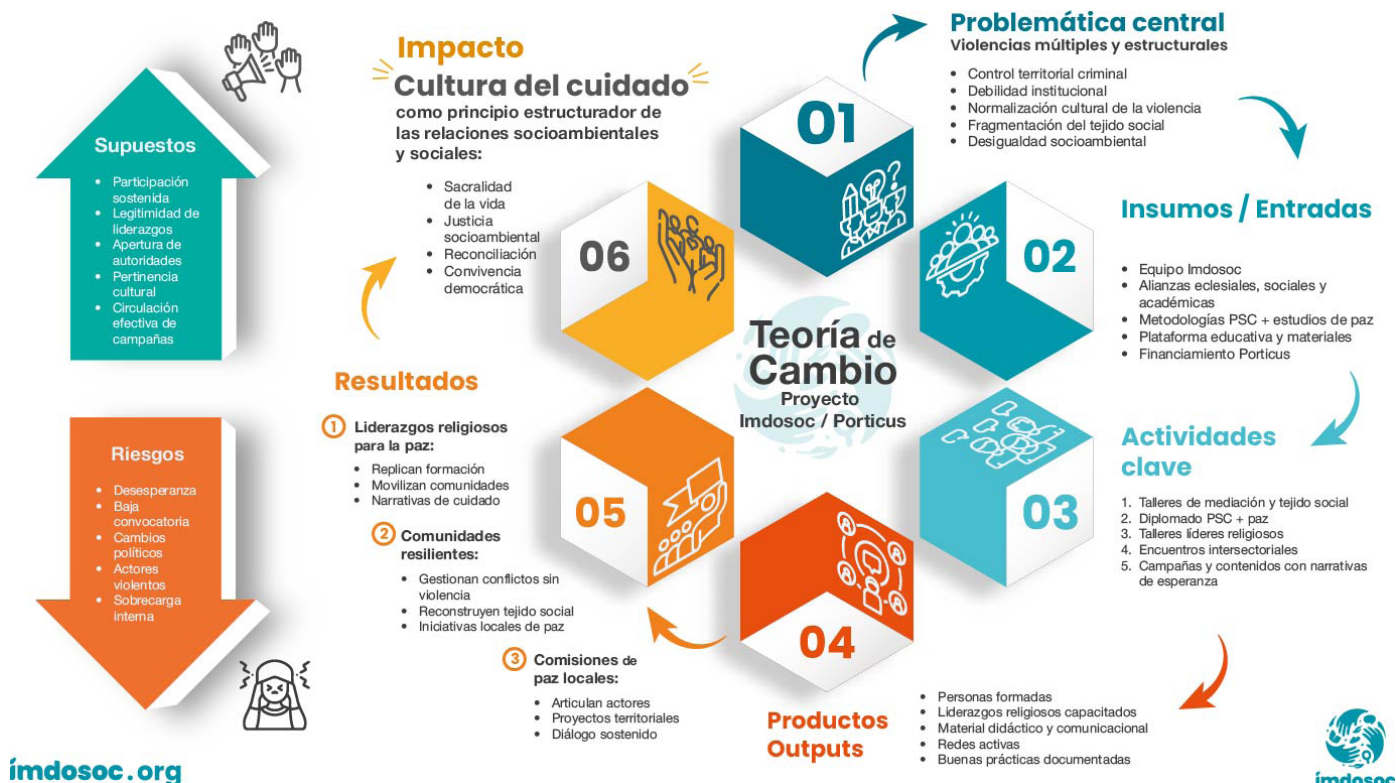 Supuestos
• Participación
sostenida
• Legitimidad de
liderazgos
• Apertura de
autoridades
• Pertinencia
cultural
• Circulación
efectiva de
campañas
Riesgos
• Desesperanza
• Baja
convocatoria
• Cambios
políticos
• Actores
violentos
• Sobrecarga
interna
Teoría de
Cambio
Proyecto
Imdosoc / Porticus
01
Problemática central
Violencias múltiples y estructurales
• Control territorial criminal
• Debilidad institucional
• Normalización cultural de la violencia
• Fragmentación del tejido social
• Desigualdad socioambiental
02
Insumos / Entradas
• Equipo Imdosoc
• Alianzas eclesiales, sociales y
académicas
• Metodologías PSC + estudios de paz
• Plataforma educativa y materiales
• Financiamiento Porticus
03
Actividades
clave
1. Talleres de mediación y tejido social
2. Diplomado PSC + paz
3. Talleres líderes religiosos
4. Encuentros intersectoriales
5. Campañas y contenidos con narrativas
de esperanza
04
Productos
Outputs
• Personas formadas
• Liderazgos religiosos capacitados
• Material didáctico y comunicacional
• Redes activas
• Buenas prácticas documentadas
05
Resultados
1 Liderazgos religiosos
para la paz:
• Replican formación
• Movilizan comunidades
• Narrativas de cuidado
2 Comunidades
resilientes:
• Gestionan conflictos sin
violencia
• Reconstruyen tejido social
• Iniciativas locales de paz
3 Comisiones de
paz locales:
• Articulan actores
• Proyectos territoriales
• Diálogo sostenido
06
Impacto
Cultura del cuidado
como principio estructurador de
las relaciones socioambientales
y sociales:
• Sacralidad
de la vida
• Justicia
socioambiental
• Reconciliación
• Convivencia
democrática
imdosoc.org
imdosoc